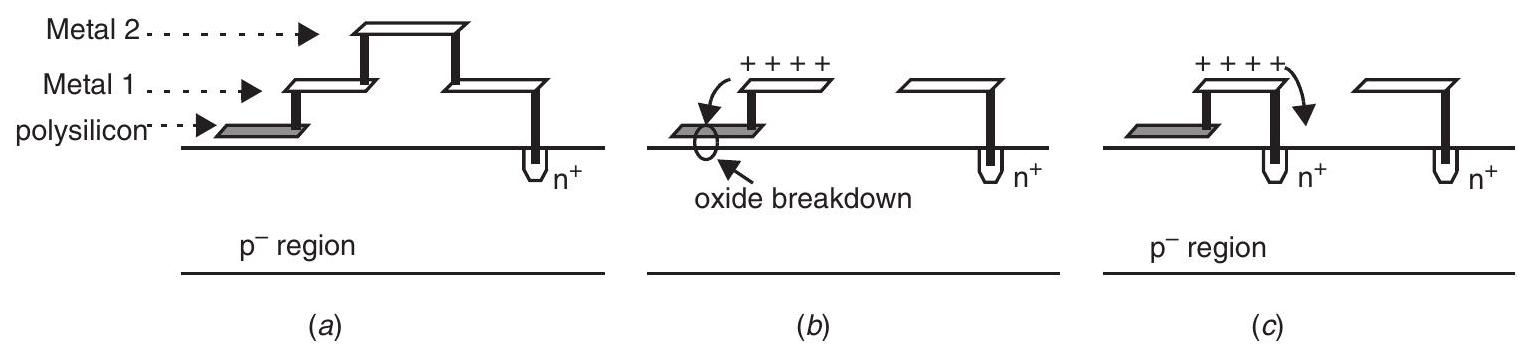 Metal 2
Metal 1
polysilicon
n⁺
p⁻ region
(a)
+ + + +
oxide breakdown
n⁺
(b)
+ + + +
n⁺
n⁺
p⁻ region
(c)